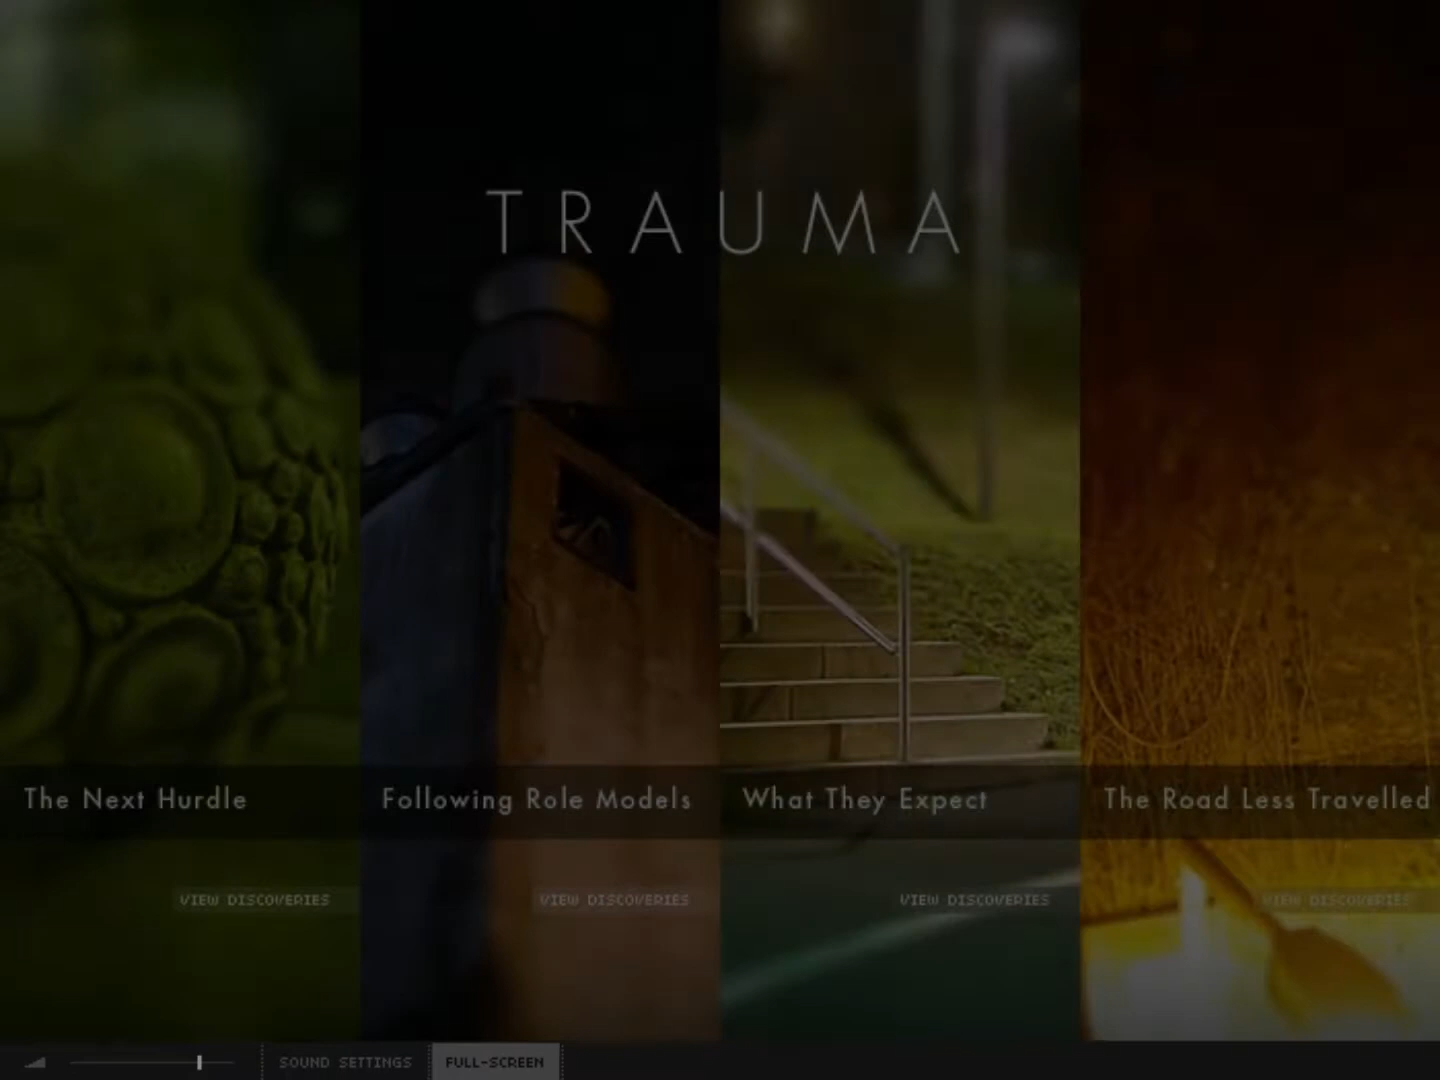 TRAUMA
The Next Hurdle
Following Role Models
What They Expect
The Road Less Travelled
VIEW DISCOVERIES
VIEW DISCOVERIES
VIEW DISCOVERIES
VIEW DISCOVERIES
SOUND SETTINGS
FULL-SCREEN